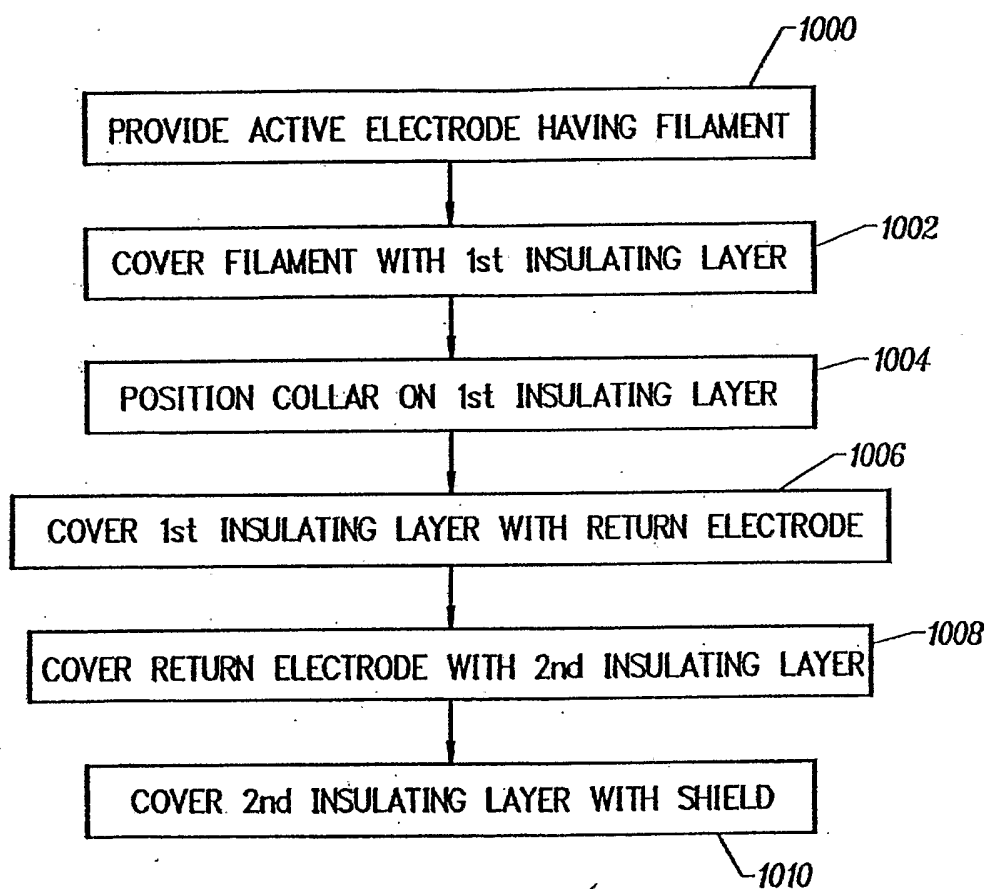 1000
PROVIDE ACTIVE ELECTRODE HAVING FILAMENT
1002
COVER FILAMENT WITH 1st INSULATING LAYER
1004
POSITION COLLAR ON 1st INSULATING LAYER
1006
COVER 1st INSULATING LAYER WITH RETURN ELECTRODE
1008
COVER RETURN ELECTRODE WITH 2nd INSULATING LAYER
COVER 2nd INSULATING LAYER WITH SHIELD
1010